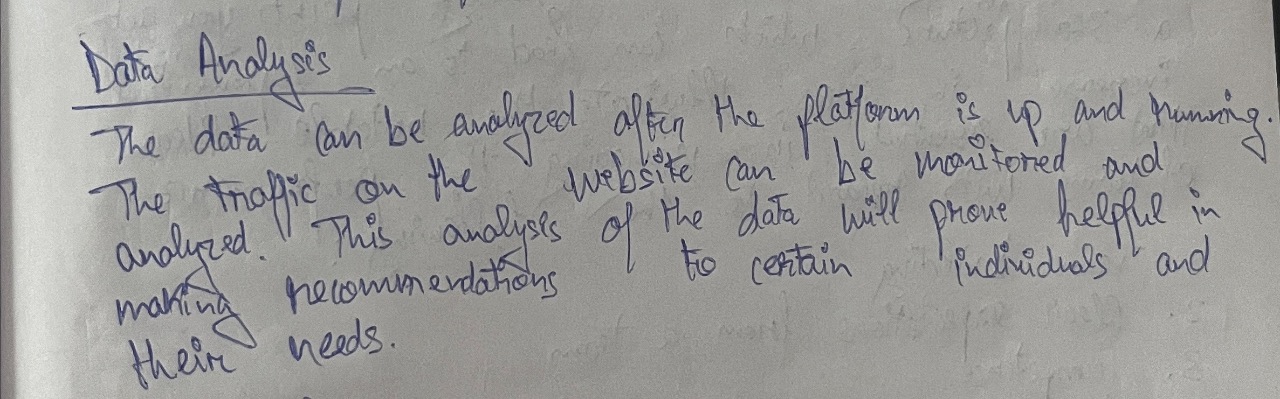 Data Analysis
The data can be analyzed after the platform is up and running.
The traffic on the website can be monitored and
analyzed. This analysis of the data will prove helpful in
making recommendations to certain individuals and
their needs.